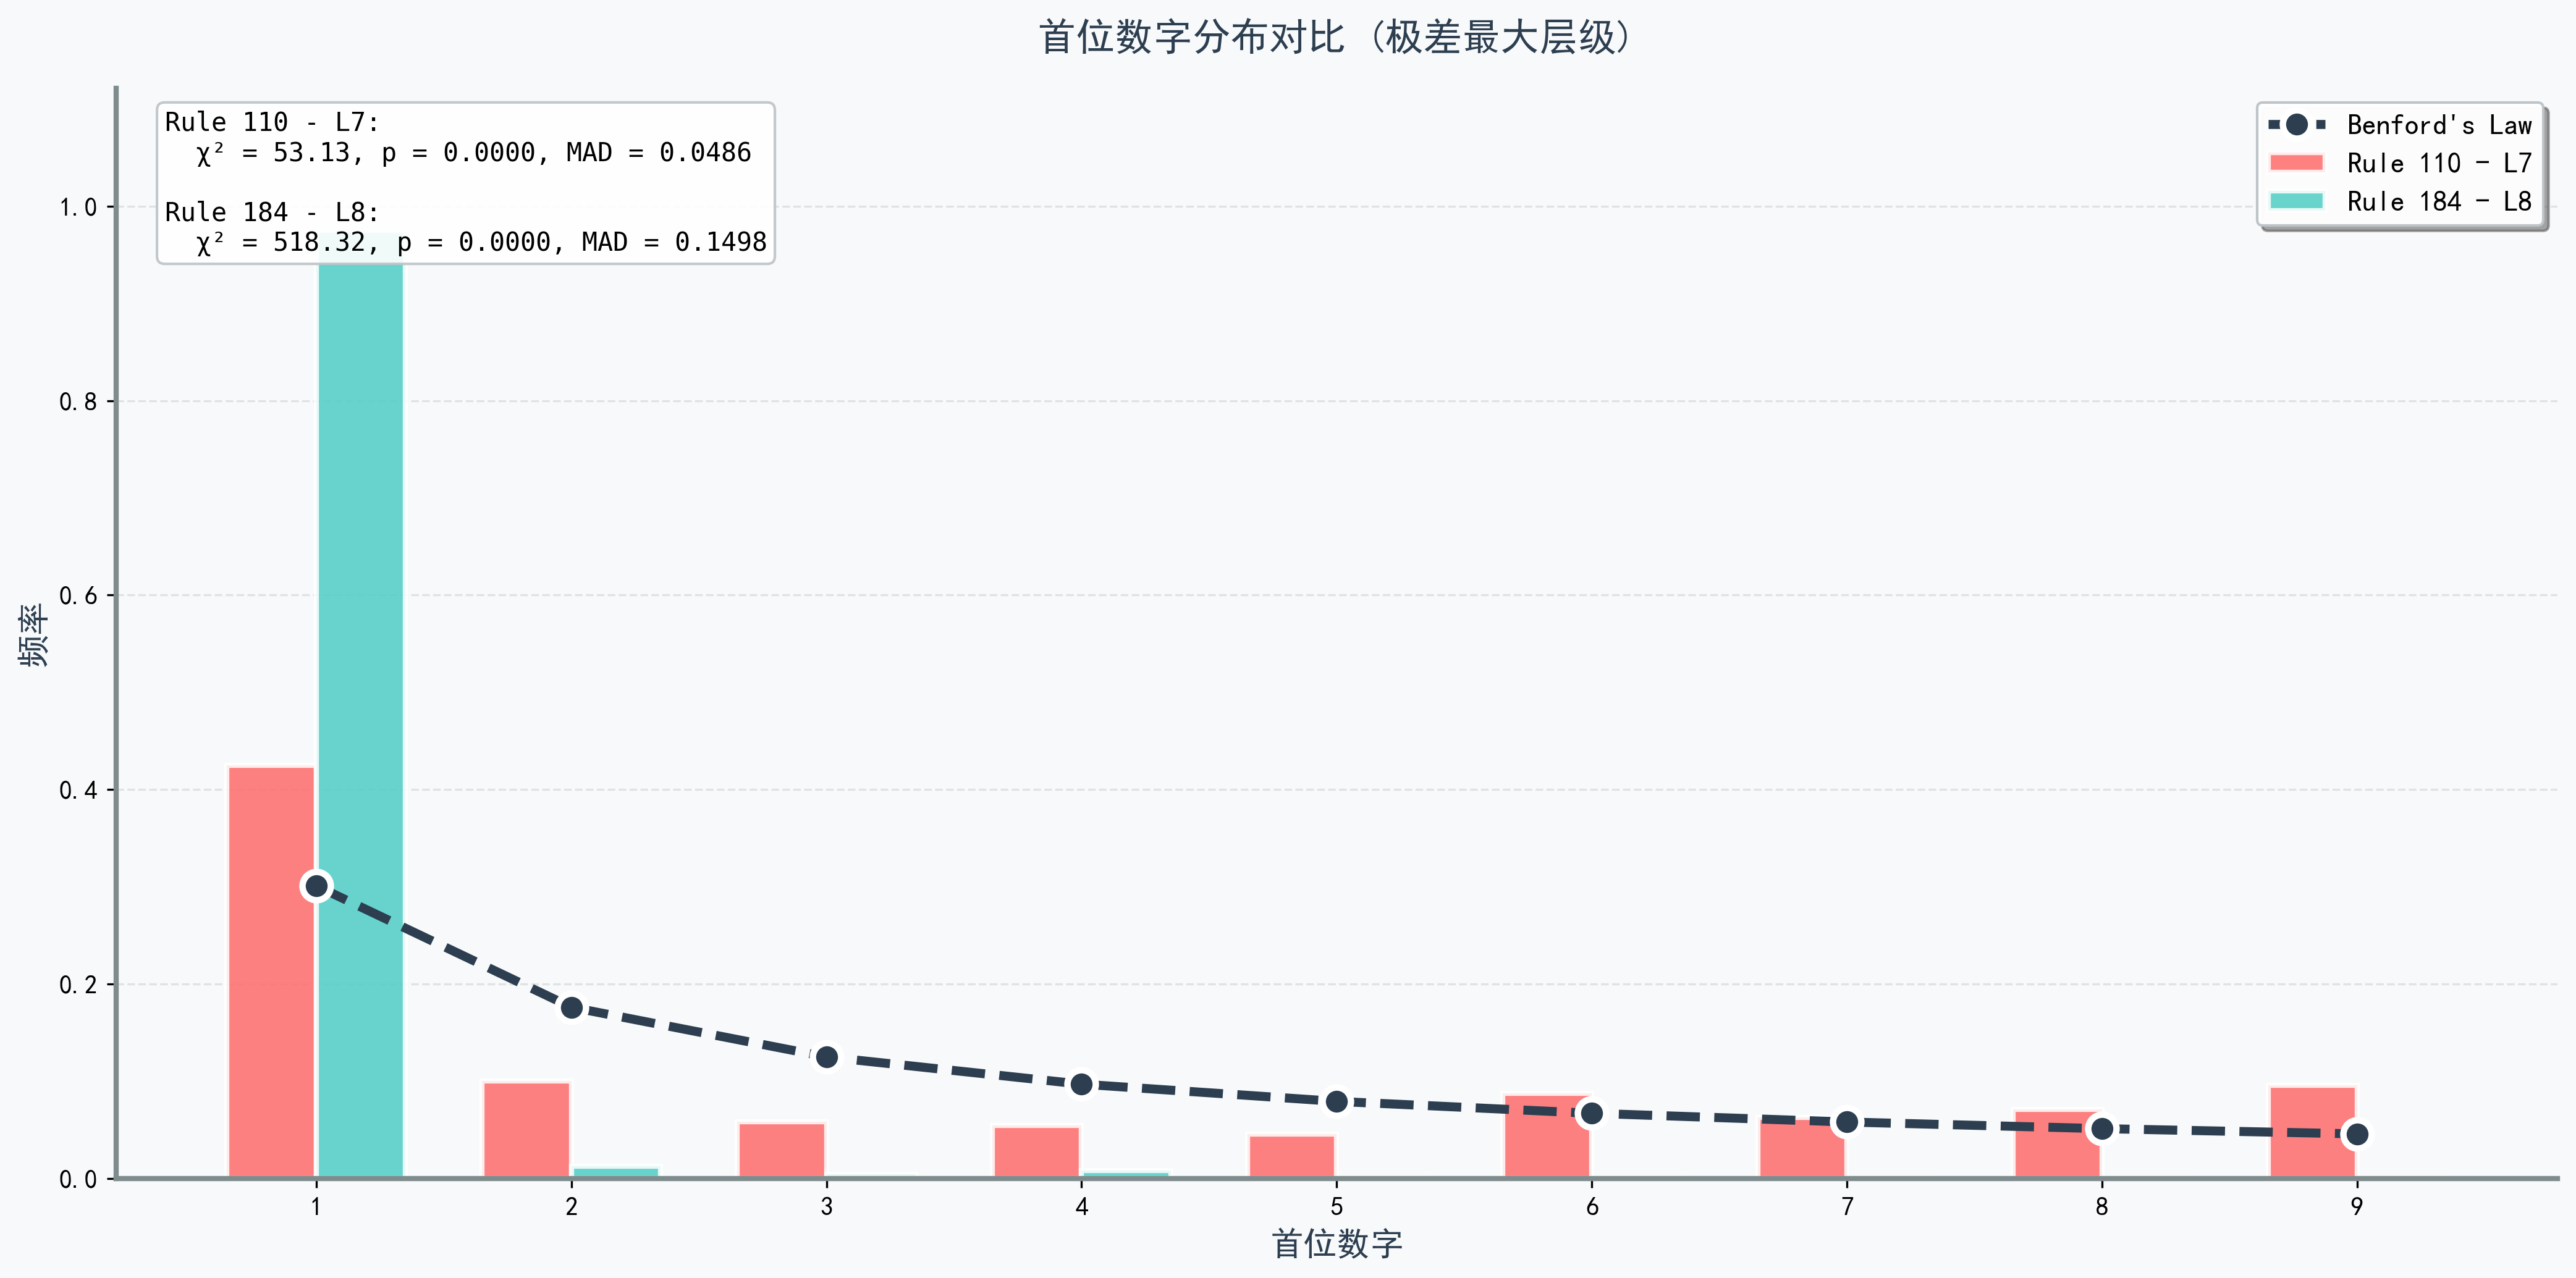 首位数字分布对比 (极差最大层级)
Rule 110 - L7:
χ² = 53.13, p = 0.0000, MAD = 0.0486
Rule 184 - L8:
χ² = 518.32, p = 0.0000, MAD = 0.1498
Benford's Law
Rule 110 - L7
Rule 184 - L8
1.0
0.8
0.6
0.4
0.2
0.0
频率
1 2 3 4 5 6 7 8 9
首位数字